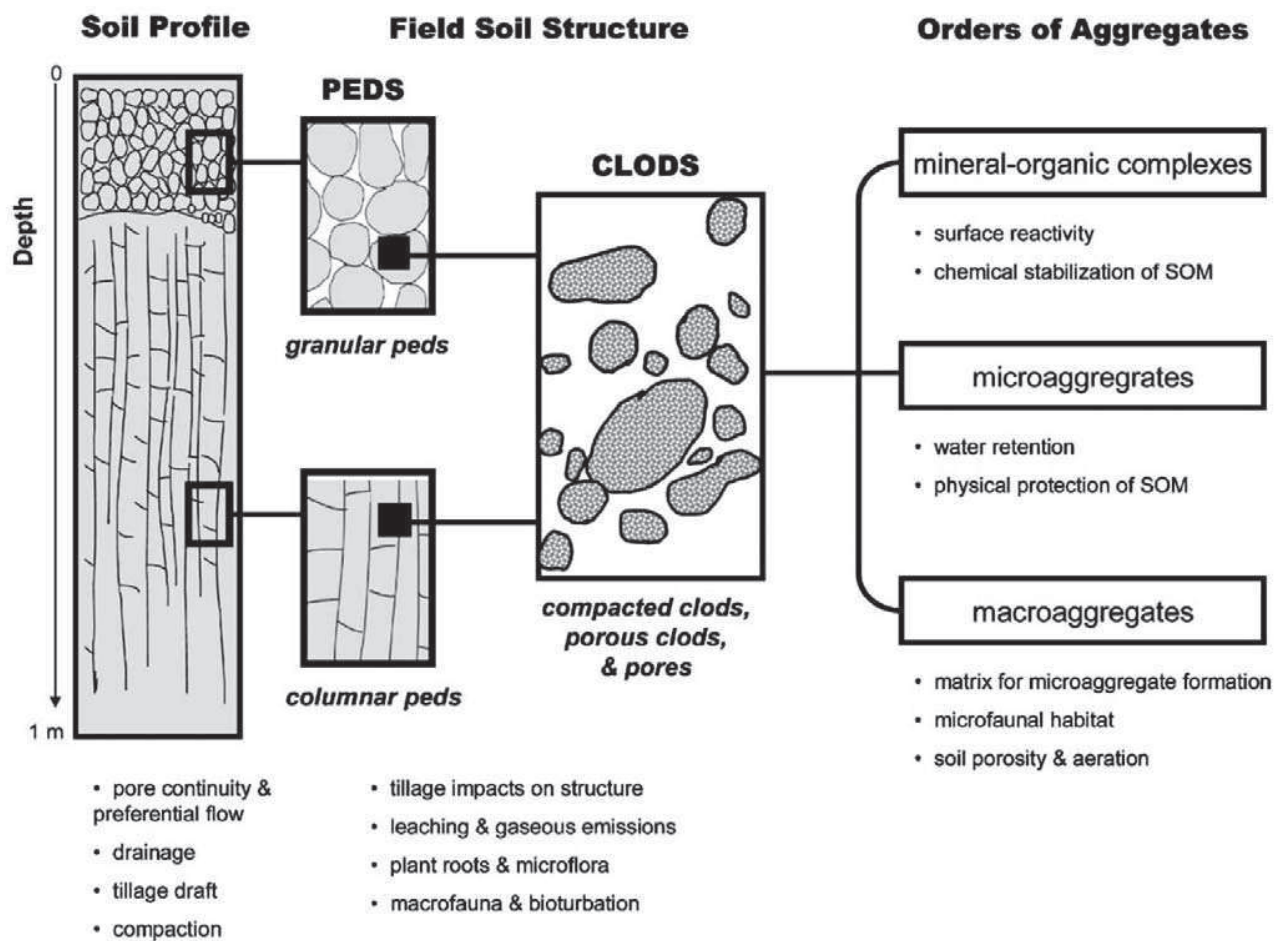 Soil Profile
Field Soil Structure
Orders of Aggregates
0
Depth
1 m
PEDS
granular peds
columnar peds
CLODS
compacted clods,
porous clods,
& pores
mineral-organic complexes
• surface reactivity
• chemical stabilization of SOM
microaggregrates
• water retention
• physical protection of SOM
macroaggregates
• matrix for microaggregate formation
• microfaunal habitat
• soil porosity & aeration
• pore continuity &
preferential flow
• drainage
• tillage draft
• compaction
• tillage impacts on structure
• leaching & gaseous emissions
• plant roots & microflora
• macrofauna & bioturbation